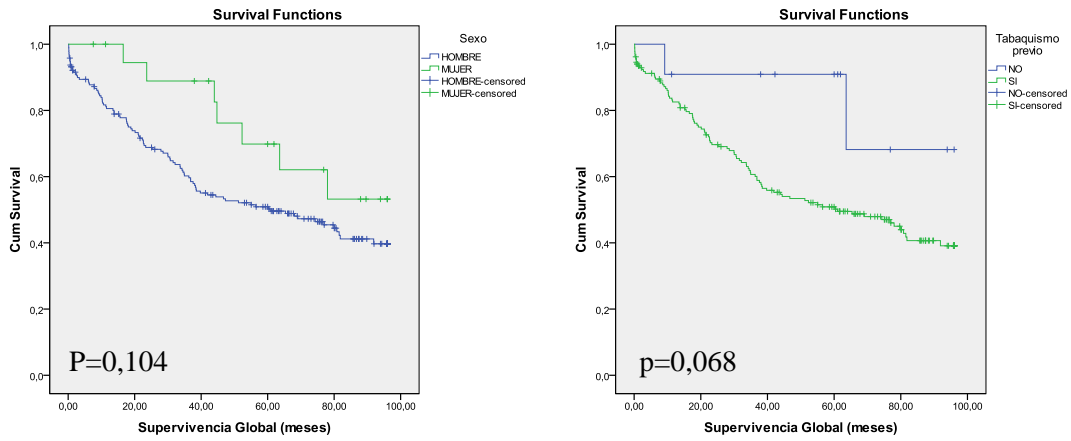 Survival Functions
Sexo
HOMBRE
MUJER
HOMBRE-censored
MUJER-censored
Cum Survival
1,0
0,8
0,6
0,4
0,2
0,0
P=0,104
0,00 20,00 40,00 60,00 80,00 100,00
Supervivencia Global (meses)
Survival Functions
Tabaquismo
previo
NO
SI
NO-censored
SI-censored
Cum Survival
1,0
0,8
0,6
0,4
0,2
0,0
p=0,068
0,00 20,00 40,00 60,00 80,00 100,00
Supervivencia Global (meses)